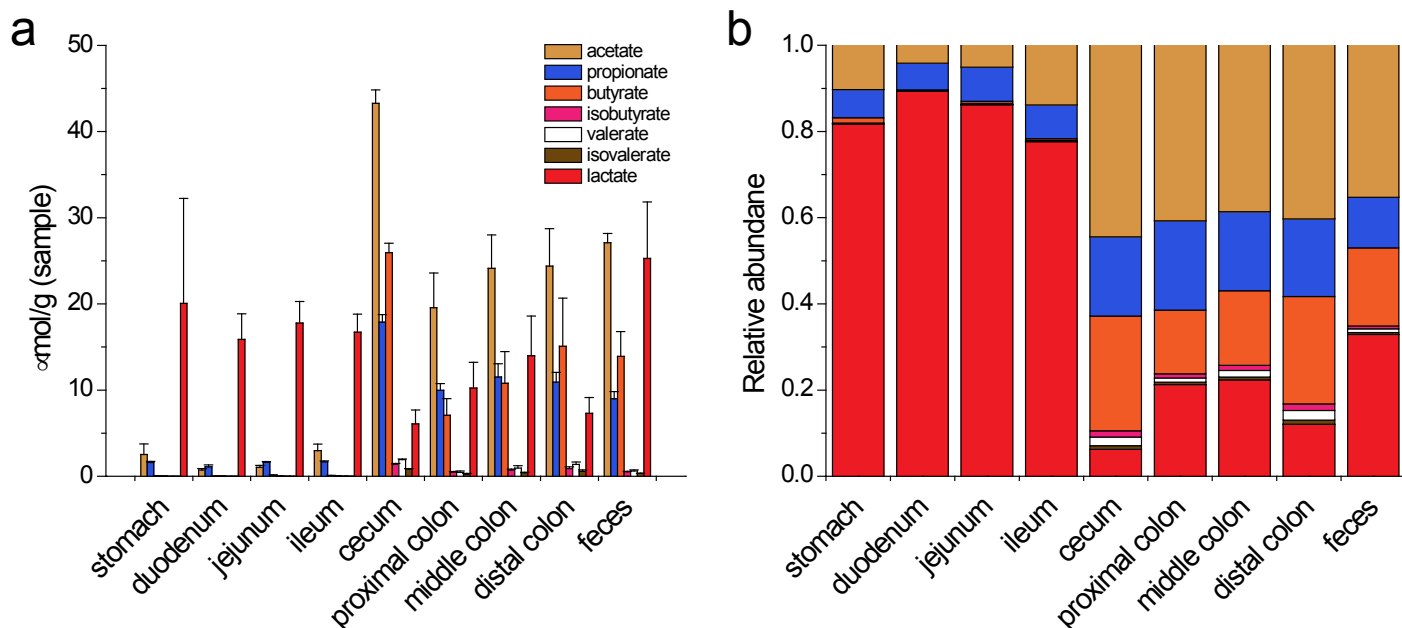 a
50
40
30
20
10
0
∝mol/g (sample)
acetate
propionate
butyrate
isobutyrate
valerate
isovalerate
lactate
stomach
duodenum
jejunum
ileum
cecum
proximal colon
middle colon
distal colon
feces
b
1.0
0.8
0.6
0.4
0.2
0.0
Relative abundane
stomach
duodenum
jejunum
ileum
cecum
proximal colon
middle colon
distal colon
feces